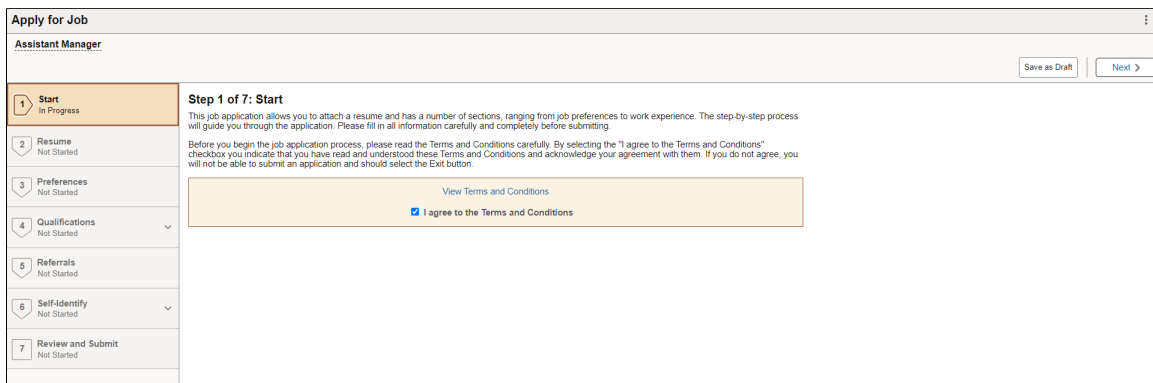 Apply for Job
Assistant Manager
Save as Draft
Next
1 Start
In Progress
2 Resume
Not Started
3 Preferences
Not Started
4 Qualifications
Not Started
5 Referrals
Not Started
6 Self-Identify
Not Started
7 Review and Submit
Not Started
Step 1 of 7: Start
This job application allows you to attach a resume and has a number of sections, ranging from job preferences to work experience. The step-by-step process
will guide you through the application. Please fill in all information carefully and completely before submitting.
Before you begin the job application process, please read the Terms and Conditions carefully. By selecting the "I agree to the Terms and Conditions"
checkbox you indicate that you have read and understood these Terms and Conditions and acknowledge your agreement with them. If you do not agree, you
will not be able to submit an application and should select the Exit button.
View Terms and Conditions
I agree to the Terms and Conditions